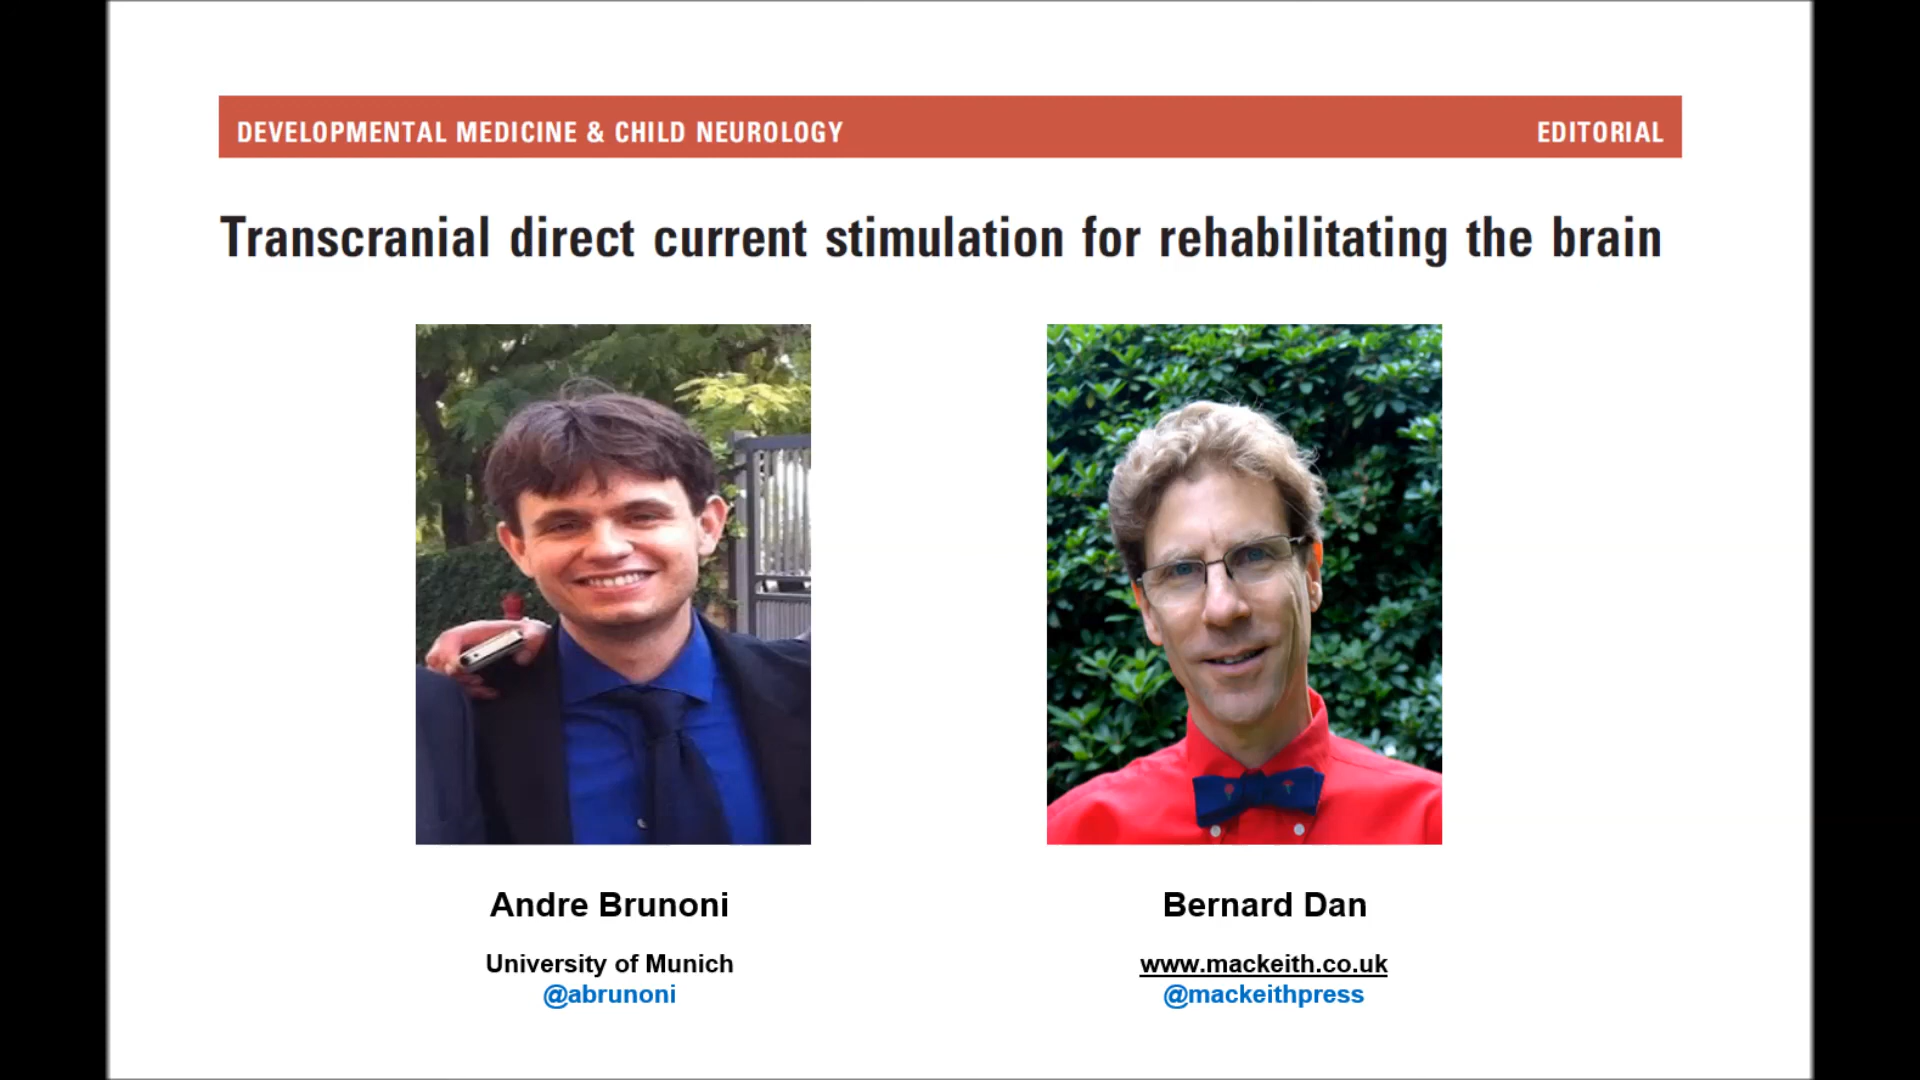 DEVELOPMENTAL MEDICINE & CHILD NEUROLOGY EDITORIAL
Transcranial direct current stimulation for rehabilitating the brain
Andre Brunoni
University of Munich
@abrunoni
Bernard Dan
www.mackeith.co.uk
@mackeithpress